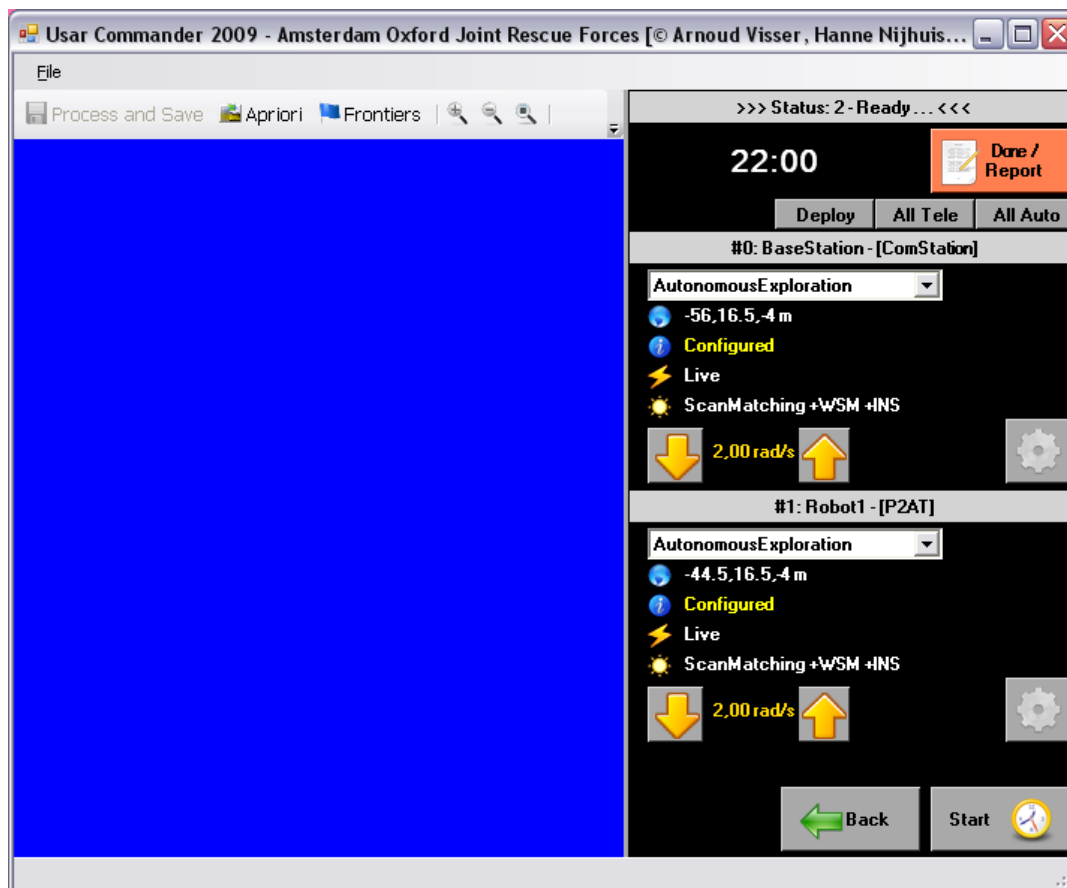 Usar Commander 2009 - Amsterdam Oxford Joint Rescue Forces [© Arnoud Visser, Hanne Nijhuis...
File
Process and Save Apriori Frontiers
>>> Status: 2 - Ready . . . <<<
22:00
Done /
Report
Deploy All Tele All Auto
#0: BaseStation - [ComStation]
AutonomousExploration
-56,16.5,-4 m
Configured
Live
ScanMatching +WSM +INS
2,00 rad/s
#1: Robot1 - [P2AT]
AutonomousExploration
-44.5,16.5,-4 m
Configured
Live
ScanMatching +WSM +INS
2,00 rad/s
Back Start